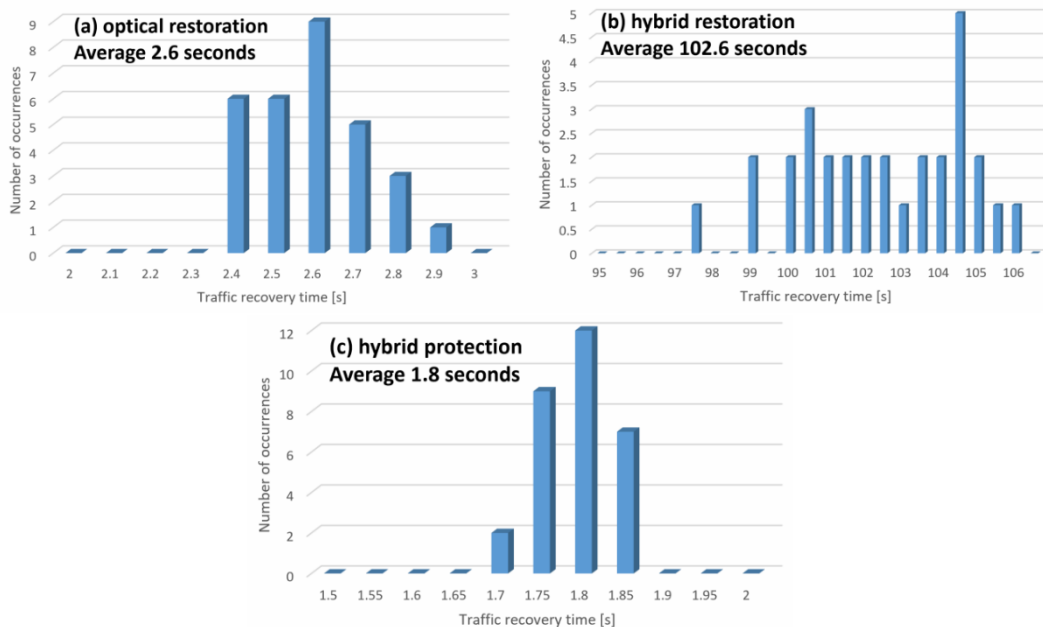 (a) optical restoration
Average 2.6 seconds
Number of occurrences
9
8
7
6
5
4
3
2
1
0
2 2.1 2.2 2.3 2.4 2.5 2.6 2.7 2.8 2.9 3
Traffic recovery time [s]
(b) hybrid restoration
Average 102.6 seconds
Number of occurrences
5
4.5
4
3.5
3
2.5
2
1.5
1
0.5
0
95 96 97 98 99 100 101 102 103 104 105 106
Traffic recovery time [s]
(c) hybrid protection
Average 1.8 seconds
Number of occurrences
12
10
8
6
4
2
0
1.5 1.55 1.6 1.65 1.7 1.75 1.8 1.85 1.9 1.95 2
Traffic recovery time [s]